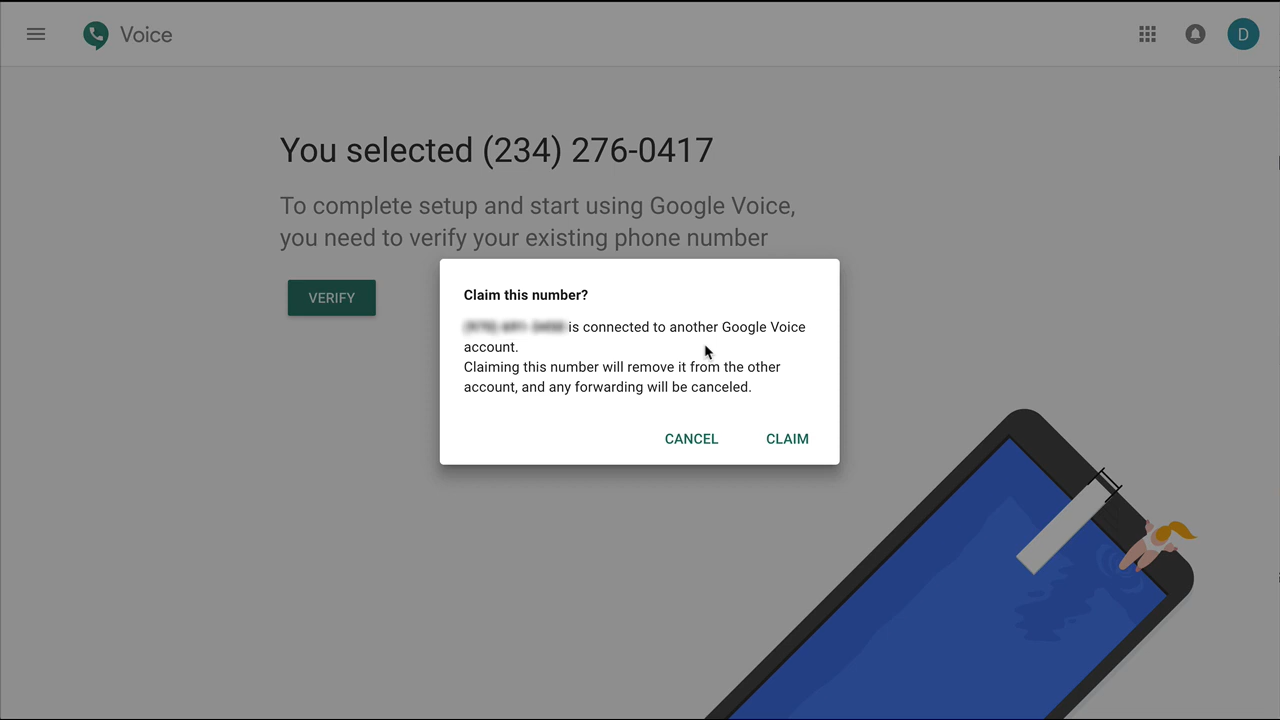 Voice
D
You selected (234) 276-0417
To complete setup and start using Google Voice,
you need to verify your existing phone number
VERIFY
Claim this number?
is connected to another Google Voice
account.
Claiming this number will remove it from the other
account, and any forwarding will be canceled.
CANCEL CLAIM